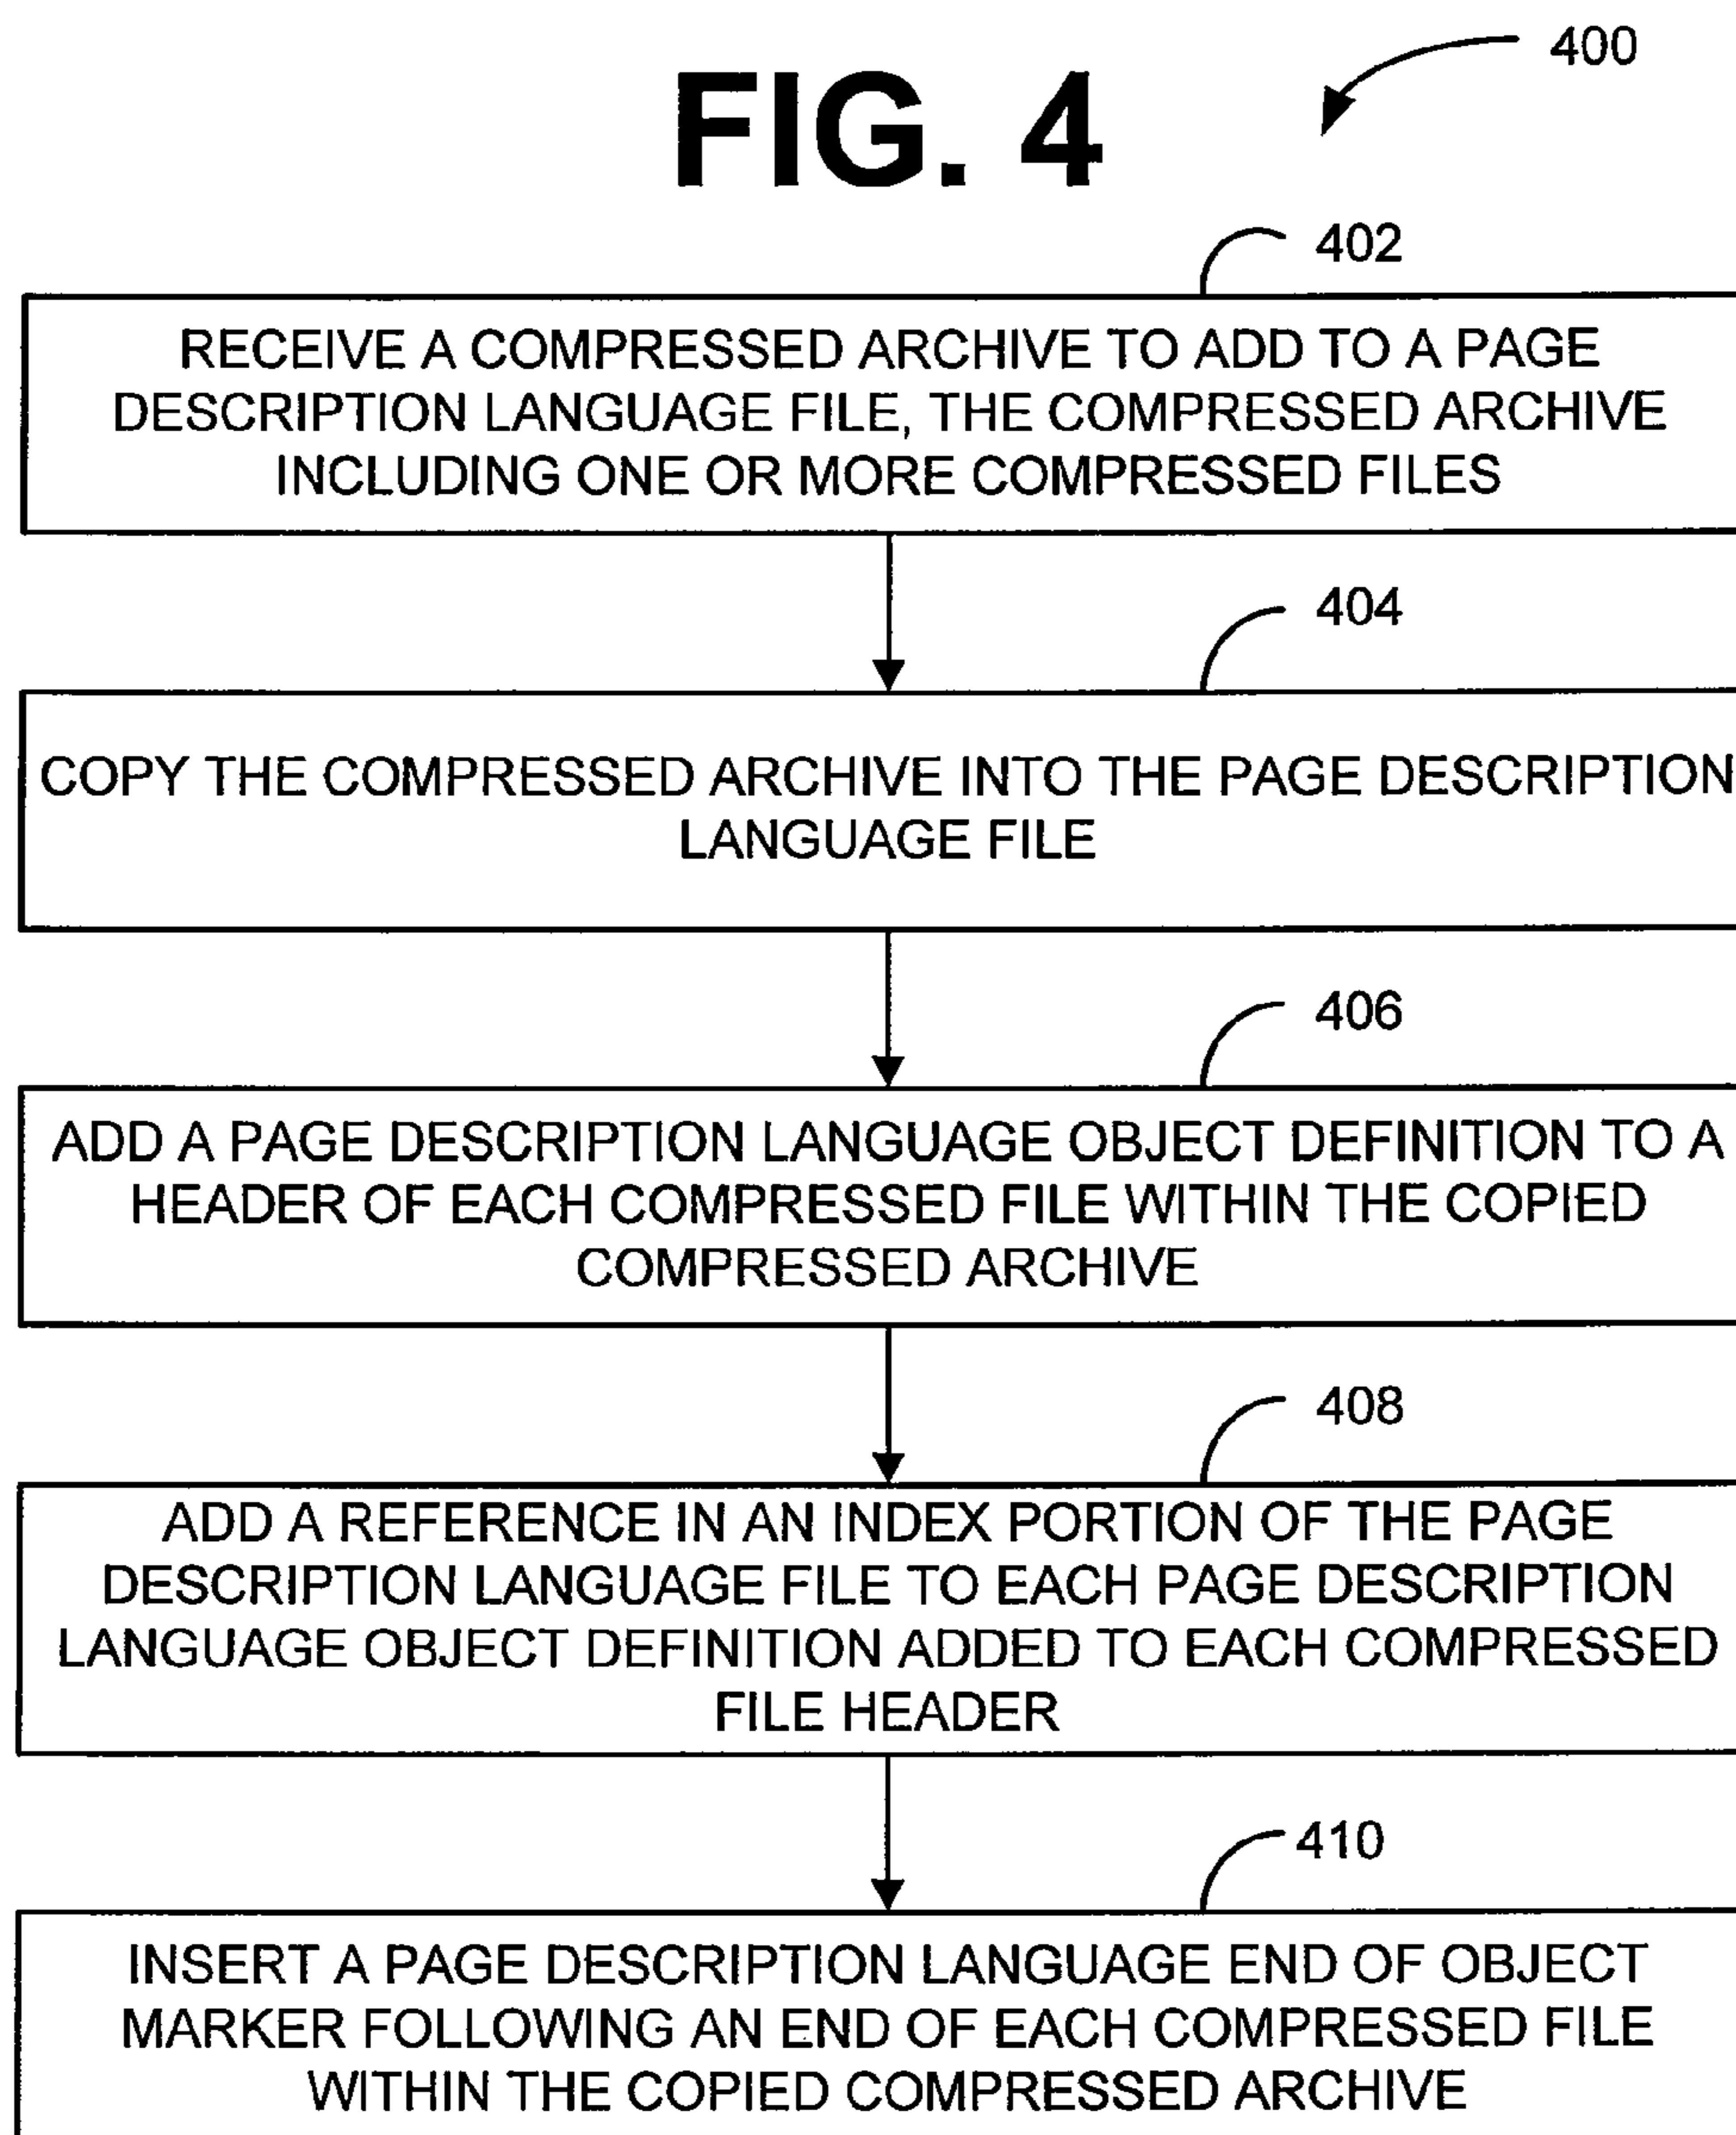 400
FIG. 4
402
RECEIVE A COMPRESSED ARCHIVE TO ADD TO A PAGE
DESCRIPTION LANGUAGE FILE, THE COMPRESSED ARCHIVE
INCLUDING ONE OR MORE COMPRESSED FILES
404
COPY THE COMPRESSED ARCHIVE INTO THE PAGE DESCRIPTION
LANGUAGE FILE
406
ADD A PAGE DESCRIPTION LANGUAGE OBJECT DEFINITION TO A
HEADER OF EACH COMPRESSED FILE WITHIN THE COPIED
COMPRESSED ARCHIVE
408
ADD A REFERENCE IN AN INDEX PORTION OF THE PAGE
DESCRIPTION LANGUAGE FILE TO EACH PAGE DESCRIPTION
LANGUAGE OBJECT DEFINITION ADDED TO EACH COMPRESSED
FILE HEADER
410
INSERT A PAGE DESCRIPTION LANGUAGE END OF OBJECT
MARKER FOLLOWING AN END OF EACH COMPRESSED FILE
WITHIN THE COPIED COMPRESSED ARCHIVE